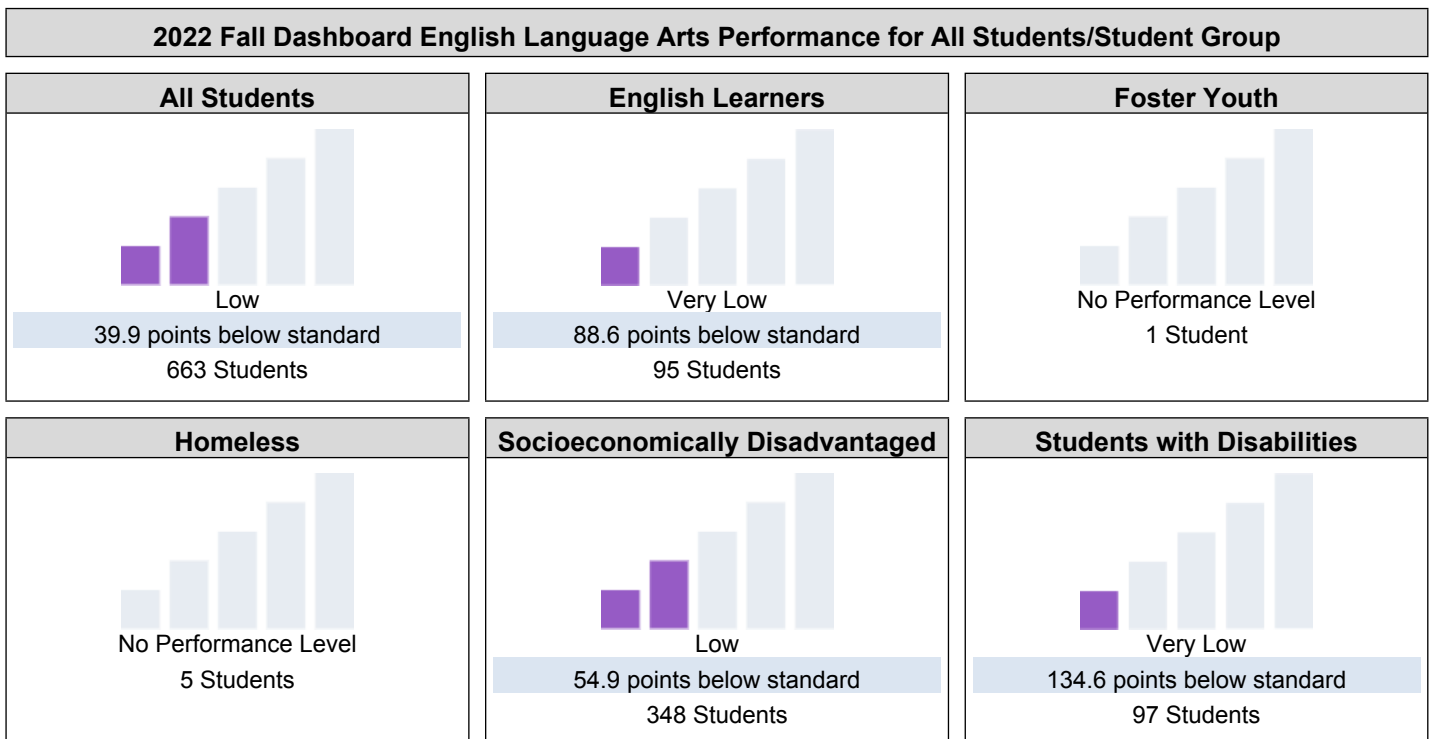 2022 Fall Dashboard English Language Arts Performance for All Students/Student Group
All Students
Low
39.9 points below standard
663 Students
English Learners
Very Low
88.6 points below standard
95 Students
Foster Youth
No Performance Level
1 Student
Homeless
No Performance Level
5 Students
Socioeconomically Disadvantaged
Low
54.9 points below standard
348 Students
Students with Disabilities
Very Low
134.6 points below standard
97 Students